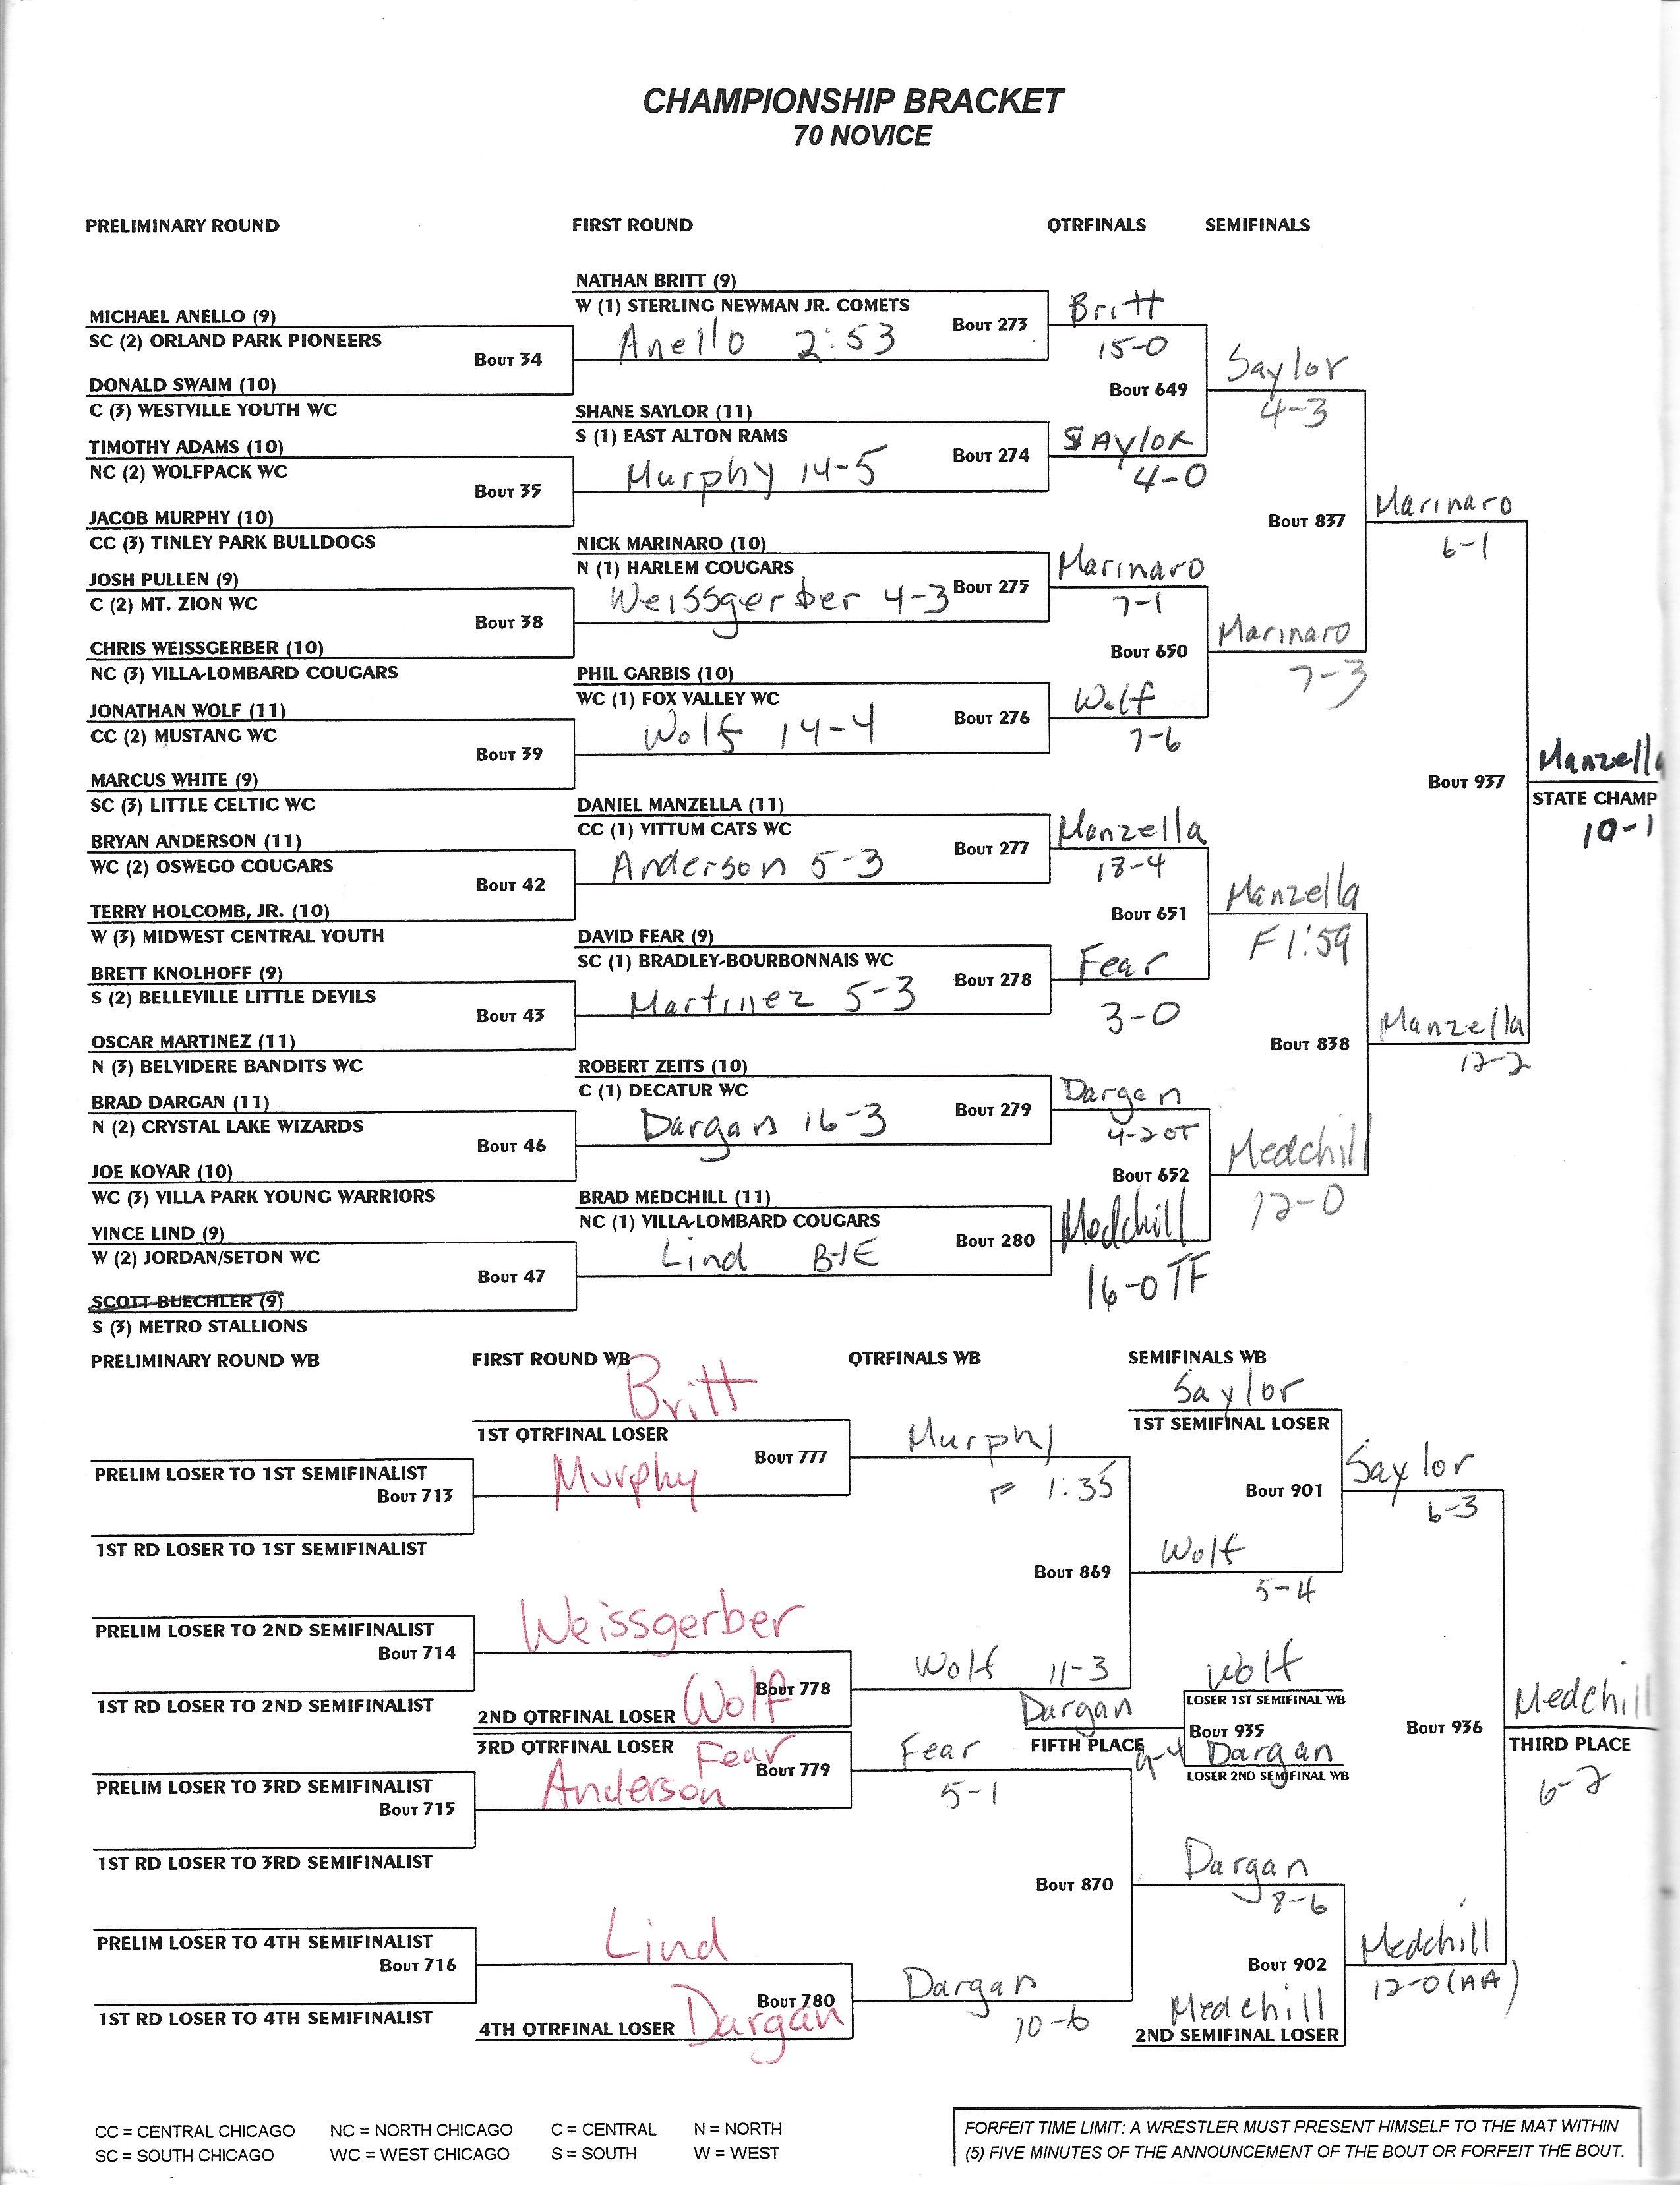 CHAMPIONSHIP BRACKET
70 NOVICE
PRELIMINARY ROUND
FIRST ROUND
QTRFINALS
SEMIFINALS
NATHAN BRITT (9)
W (1) STERLING NEWMAN JR. COMETS
Bout 273
Britt
15-0
MICHAEL ANELLO (9)
SC (2) ORLAND PARK PIONEERS
Bout 34
Anello 2:53
DONALD SWAIM (10)
C (3) WESTVILLE YOUTH WC
Bout 649
Saylor
4-3
SHANE SAYLOR (11)
S (1) EAST ALTON RAMS
Bout 274
SAylor
4-0
TIMOTHY ADAMS (10)
NC (2) WOLFPACK WC
Bout 35
Murphy 14-5
JACOB MURPHY (10)
CC (3) TINLEY PARK BULLDOGS
Bout 837
Marinaro
6-1
NICK MARINARO (10)
N (1) HARLEM COUGARS
Bout 275
Marinaro
7-1
JOSH PULLEN (9)
C (2) MT. ZION WC
Bout 38
Weissgerber 4-3
CHRIS WEISSGERBER (10)
NC (3) VILLA-LOMBARD COUGARS
Bout 650
Marinaro
7-3
PHIL GARBIS (10)
WC (1) FOX VALLEY WC
Bout 276
Wolf
7-6
JONATHAN WOLF (11)
CC (2) MUSTANG WC
Bout 39
Wolf 14-4
MARCUS WHITE (9)
SC (3) LITTLE CELTIC WC
Bout 937
Manzella
STATE CHAMP
10-1
DANIEL MANZELLA (11)
CC (1) VITTUM CATS WC
Bout 277
Manzella
18-4
BRYAN ANDERSON (11)
WC (2) OSWEGO COUGARS
Bout 42
Anderson 5-3
TERRY HOLCOMB, JR. (10)
W (3) MIDWEST CENTRAL YOUTH
Bout 651
Manzella
F 1:59
DAVID FEAR (9)
SC (1) BRADLEY-BOURBONNAIS WC
Bout 278
Fear
3-0
BRETT KNOLHOFF (9)
S (2) BELLEVILLE LITTLE DEVILS
Bout 43
Martinez 5-3
OSCAR MARTINEZ (11)
N (3) BELVIDERE BANDITS WC
Bout 838
Manzella
12-2
ROBERT ZEITS (10)
C (1) DECATUR WC
Bout 279
Dargan
4-2 OT
BRAD DARGAN (11)
N (2) CRYSTAL LAKE WIZARDS
Bout 46
Dargan 16-3
JOE KOVAR (10)
WC (3) VILLA PARK YOUNG WARRIORS
Bout 652
Medchill
12-0
BRAD MEDCHILL (11)
NC (1) VILLA-LOMBARD COUGARS
Bout 280
Medchill
16-0 TF
VINCE LIND (9)
W (2) JORDAN/SETON WC
Bout 47
Lind BYE
SCOTT BUECHLER (9)
S (3) METRO STALLIONS
PRELIMINARY ROUND WB
FIRST ROUND WB
QTRFINALS WB
SEMIFINALS WB
Britt
1ST QTRFINAL LOSER
Bout 777
Murphy
Murphy
F 1:35
Saylor
1ST SEMIFINAL LOSER
PRELIM LOSER TO 1ST SEMIFINALIST
Bout 713
1ST RD LOSER TO 1ST SEMIFINALIST
Bout 901
Saylor
6-3
Bout 869
Wolf
5-4
PRELIM LOSER TO 2ND SEMIFINALIST
Bout 714
1ST RD LOSER TO 2ND SEMIFINALIST
Weissgerber
Bout 778
Wolf
2ND QTRFINAL LOSER
Wolf 11-3
Wolf
LOSER 1ST SEMIFINAL WB
Dargan
FIFTH PLACE
9-4
Bout 935
Dargan
LOSER 2ND SEMIFINAL WB
Bout 936
Medchill
THIRD PLACE
6-2
3RD QTRFINAL LOSER
Fear
Bout 779
Anderson
Fear
5-1
PRELIM LOSER TO 3RD SEMIFINALIST
Bout 715
1ST RD LOSER TO 3RD SEMIFINALIST
Bout 870
Dargan
8-6
PRELIM LOSER TO 4TH SEMIFINALIST
Bout 716
1ST RD LOSER TO 4TH SEMIFINALIST
Lind
Bout 780
Dargan
4TH QTRFINAL LOSER
Dargan
10-6
Bout 902
Medchill
2ND SEMIFINAL LOSER
Medchill
12-0 (AA)
CC = CENTRAL CHICAGO NC = NORTH CHICAGO C = CENTRAL N = NORTH
SC = SOUTH CHICAGO WC = WEST CHICAGO S = SOUTH W = WEST
FORFEIT TIME LIMIT: A WRESTLER MUST PRESENT HIMSELF TO THE MAT WITHIN
(5) FIVE MINUTES OF THE ANNOUNCEMENT OF THE BOUT OR FORFEIT THE BOUT.